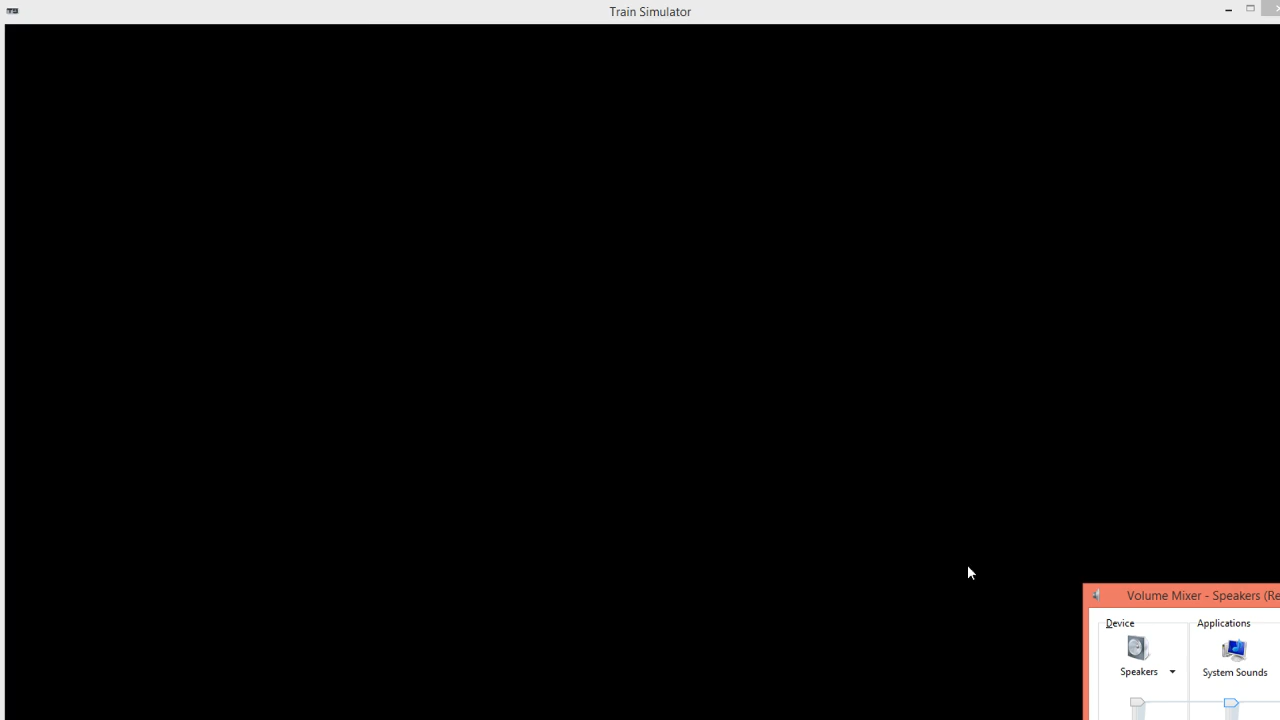 Train Simulator
Volume Mixer - Speakers (Re
Device
Applications
Speakers
System Sounds